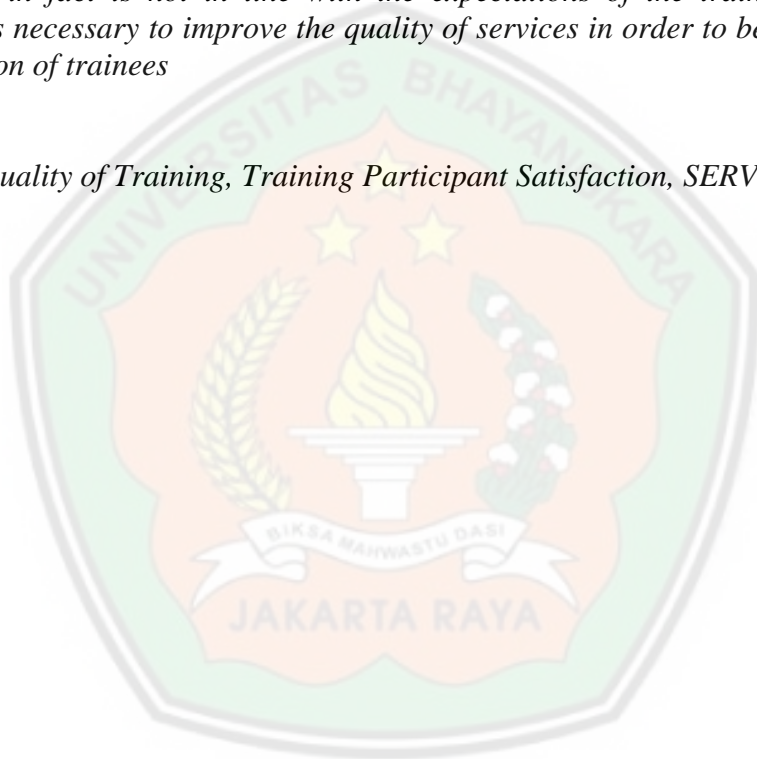 in fact is not in line with the expectations of the train
s necessary to improve the quality of services in order to be
on of trainees
uality of Training, Training Participant Satisfaction, SERV
UNIVERSITAS BHAYANGKARA
BIKSA MAHWASTU DASI
JAKARTA RAYA